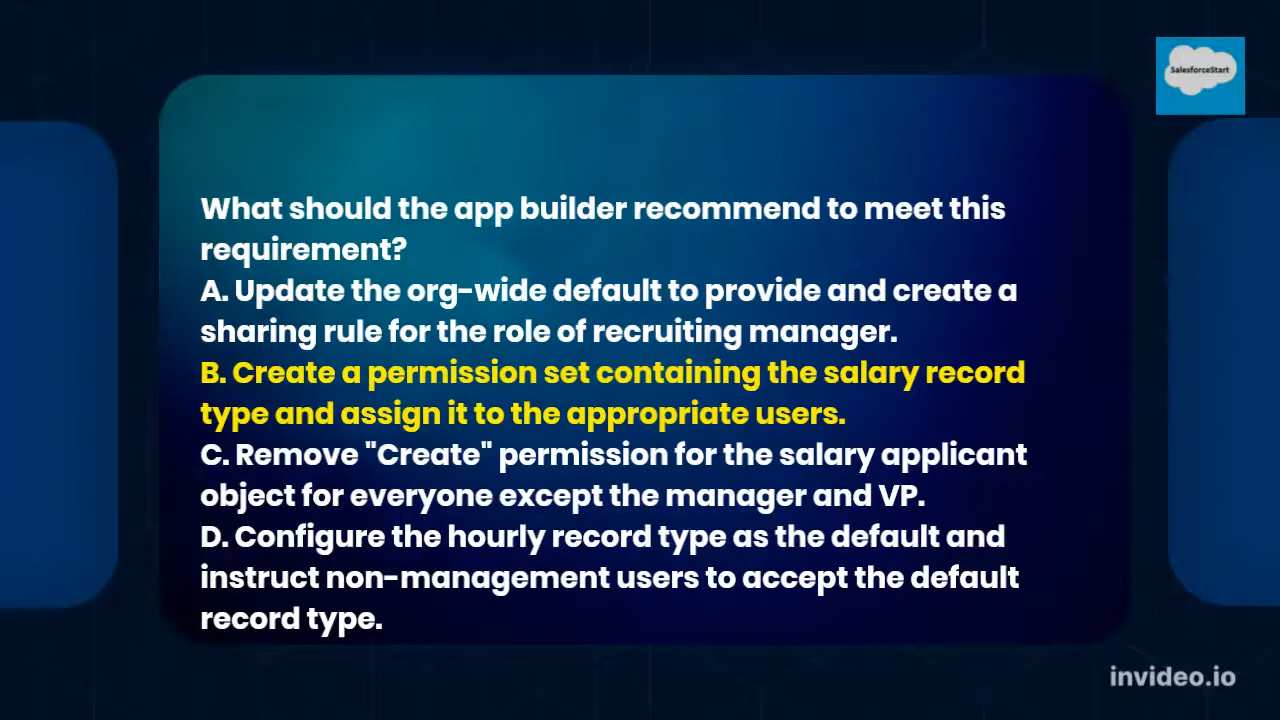 SalesforceStart
What should the app builder recommend to meet this
requirement?
A. Update the org-wide default to provide and create a
sharing rule for the role of recruiting manager.
B. Create a permission set containing the salary record
type and assign it to the appropriate users.
C. Remove "Create" permission for the salary applicant
object for everyone except the manager and VP.
D. Configure the hourly record type as the default and
instruct non-management users to accept the default
record type.
invideo.io